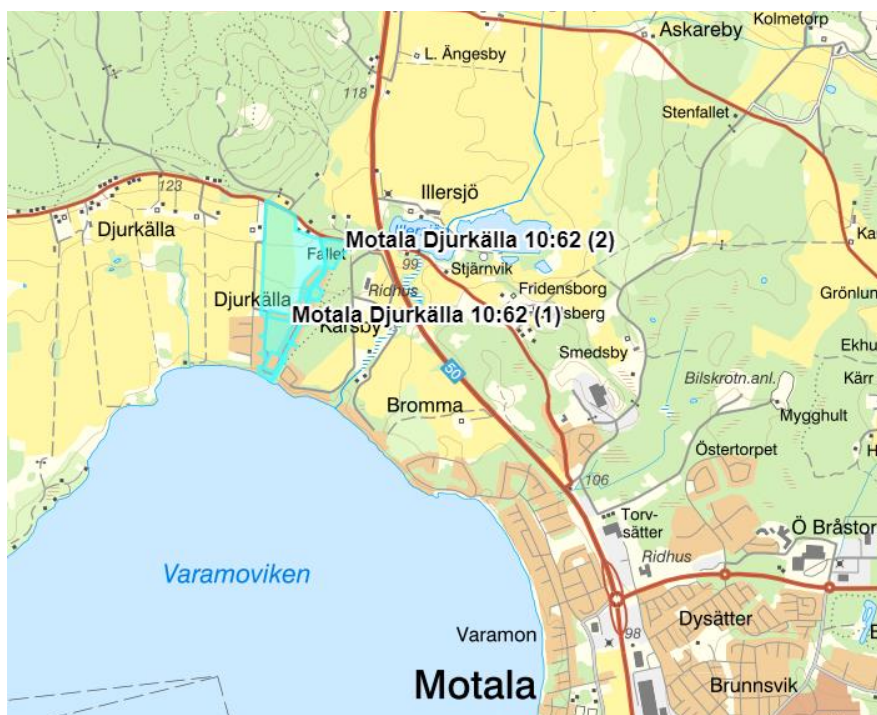 Askareby
Kolmetorp
L. Ängesby
118
Stenfallet
123
Illersjö
Djurkälla
Motala Djurkälla 10:62 (2)
Fallet
99
Stjärnvik
Ridhus
Djurkälla
Fridensborg
Grönlun
Motala Djurkälla 10:62 (1)
sberg
Karsby
Smedsby
Ekhu
50
Bilskrotn.anl.
Kärr
Bromma
Mygghult
Östertorpet
106
Torv-
sätter
Ö Bråstor
Ridhus
Varamoviken
Dysätter
Varamon
98
Motala
Brunnsvik